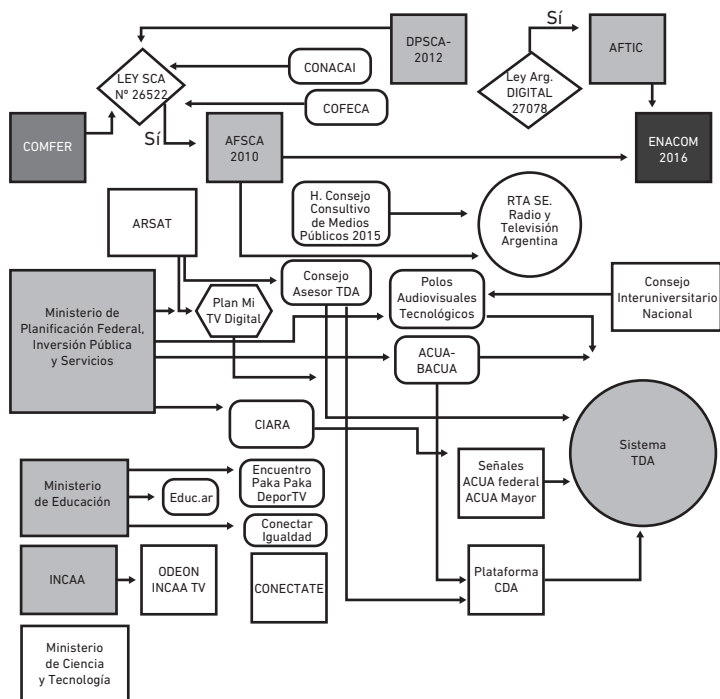 Sí
DPSCA-
2012
AFTIC
LEY SCA
Nº 26522
CONACAI
Ley Arg.
DIGITAL
27078
COFECA
Sí
COMFER
AFSCA
2010
ENACOM
2016
ARSAT
H. Consejo
Consultivo
de Medios
Públicos 2015
RTA SE.
Radio y
Televisión
Argentina
Consejo
Asesor TDA
Polos
Audiovisuales
Tecnológicos
Consejo
Interuniversitario
Nacional
Ministerio de
Planificación Federal,
Inversión Pública
y Servicios
Plan Mi
TV Digital
ACUA-
BACUA
CIARA
Sistema
TDA
Ministerio
de Educación
Educ.ar
Encuentro
Paka Paka
DeporTV
Señales
ACUA federal
ACUA Mayor
Conectar
Igualdad
INCAA
ODEON
INCAA TV
CONECTATE
Plataforma
CDA
Ministerio
de Ciencia
y Tecnología